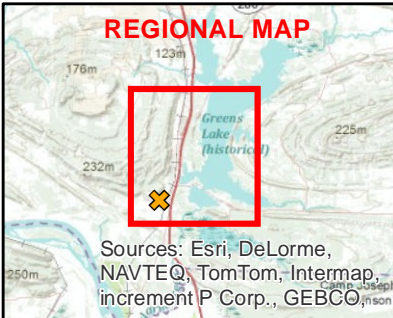 REGIONAL MAP
123m
176m
Greens
Lake
(historical)
225m
232m
Sources: Esri, DeLorme,
NAVTEQ, TomTom, Intermap,
250m
Camp Joseph
increment P Corp., GEBCO,